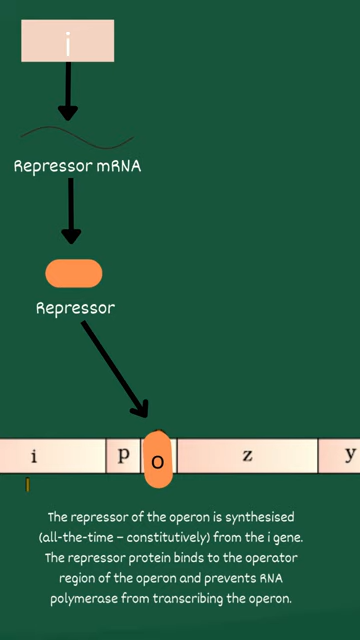 i
Repressor mRNA
Repressor
i p o z y
The repressor of the operon is synthesised
(all-the-time – constitutively) from the i gene.
The repressor protein binds to the operator
region of the operon and prevents RNA
polymerase from transcribing the operon.